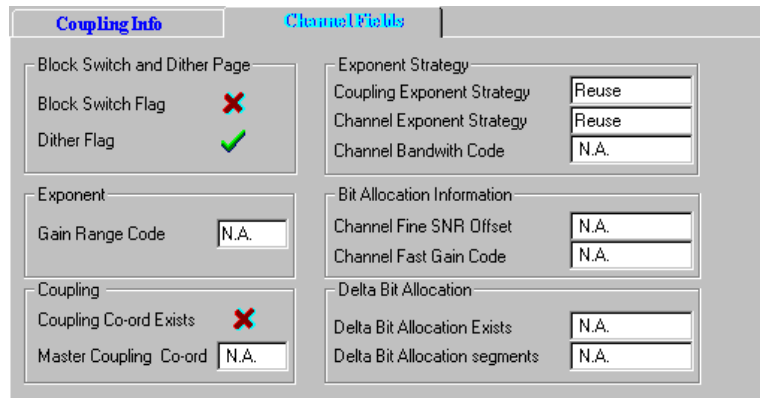 Coupling Info
Channel Fields
Block Switch and Dither Page
Block Switch Flag
Dither Flag
Exponent Strategy
Coupling Exponent Strategy Reuse
Channel Exponent Strategy Reuse
Channel Bandwith Code N.A.
Exponent
Gain Range Code N.A.
Bit Allocation Information
Channel Fine SNR Offset N.A.
Channel Fast Gain Code N.A.
Coupling
Coupling Co-ord Exists
Master Coupling Co-ord N.A.
Delta Bit Allocation
Delta Bit Allocation Exists N.A.
Delta Bit Allocation segments N.A.